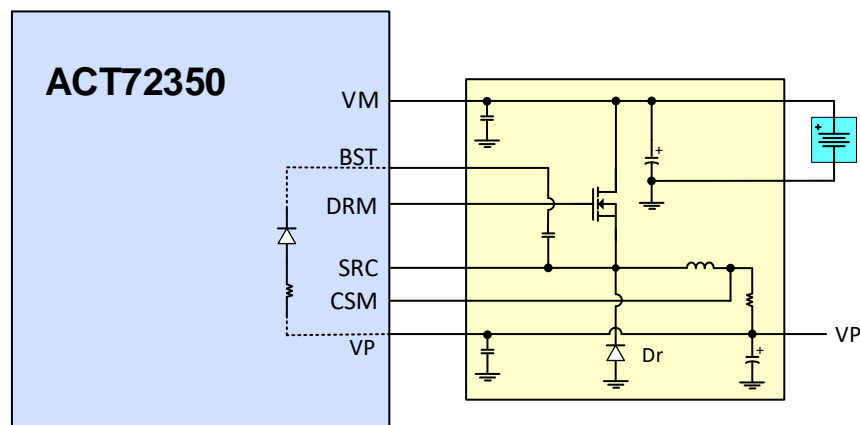 ACT72350
VM
BST
DRM
SRC
CSM
VP
VP
Dr
+
+
+